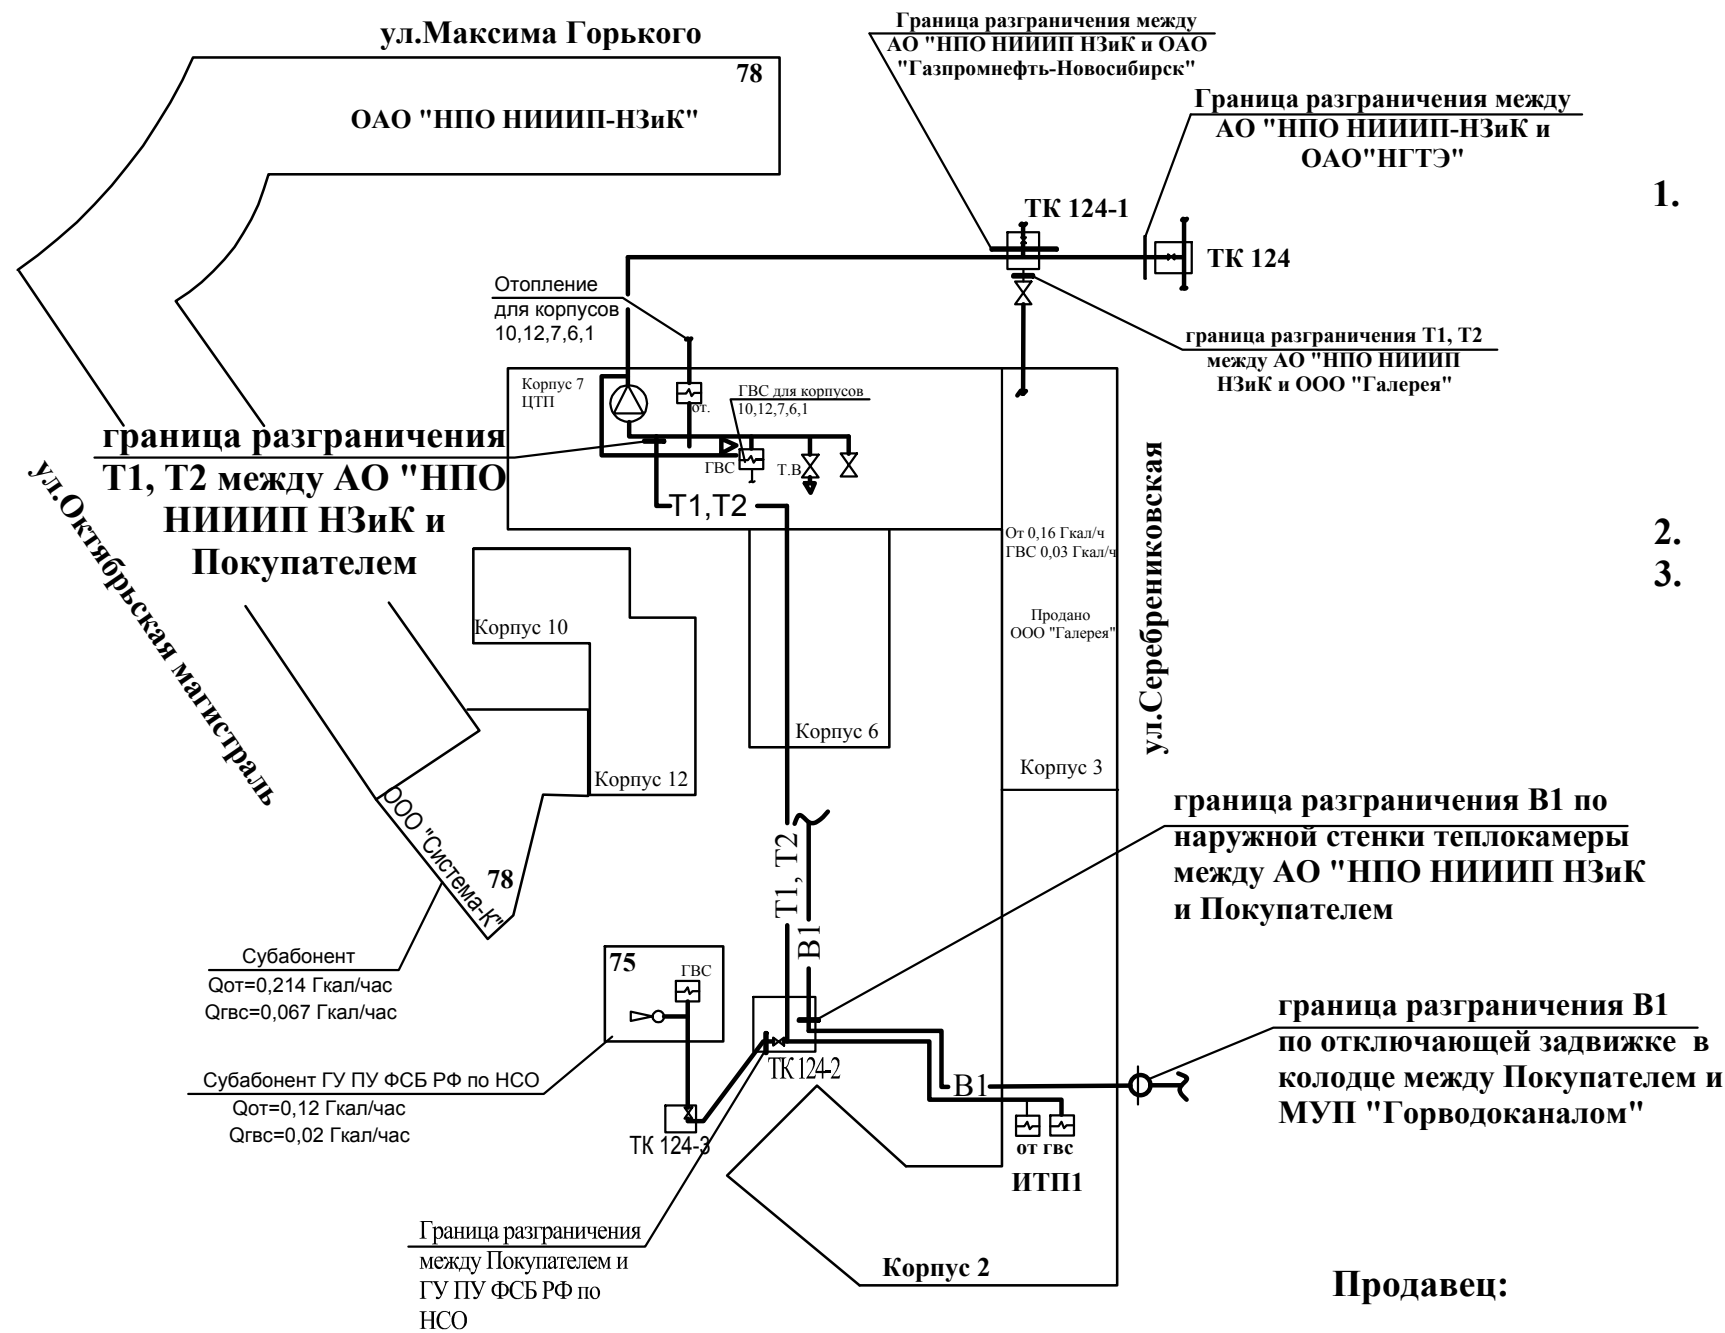 ул.Максима Горького
78
ОАО "НПО НИИИП-НЗиК"
Граница разграничения между
АО "НПО НИИИП НЗиК и ОАО
"Газпромнефть-Новосибирск"
Граница разграничения между
АО "НПО НИИИП-НЗиК и
ОАО"НГТЭ"
1.
ТК 124-1
ТК 124
Отопление
для корпусов
10,12,7,6,1
граница разграничения Т1, Т2
между АО "НПО НИИИП
НЗиК и ООО "Галерея"
Корпус 7
ЦТП
от.
ГВС для корпусов
10,12,7,6,1
ГВС
Т.В
граница разграничения
Т1, Т2 между АО "НПО
НИИИП НЗиК и
Покупателем
Т1,Т2
ул.Октябрьская магистраль
От 0,16 Гкал/ч
ГВС 0,03 Гкал/ч
2.
3.
Продано
ООО "Галерея"
ул.Серебрениковская
Корпус 10
Корпус 6
Корпус 12
Корпус 3
ООО "Система-К"
78
граница разграничения В1 по
наружной стенки теплокамеры
между АО "НПО НИИИП НЗиК
и Покупателем
Т1, Т2
В1
Субабонент
Qот=0,214 Гкал/час
Qгвс=0,067 Гкал/час
75
ГВС
граница разграничения В1
по отключающей задвижке в
колодце между Покупателем и
МУП "Горводоканалом"
Субабонент ГУ ПУ ФСБ РФ по НСО
Qот=0,12 Гкал/час
Qгвс=0,02 Гкал/час
ТК 124-2
В1
ТК 124-3
от гвс
ИТП1
Граница разграничения
между Покупателем и
ГУ ПУ ФСБ РФ по
НСО
Корпус 2
Продавец: